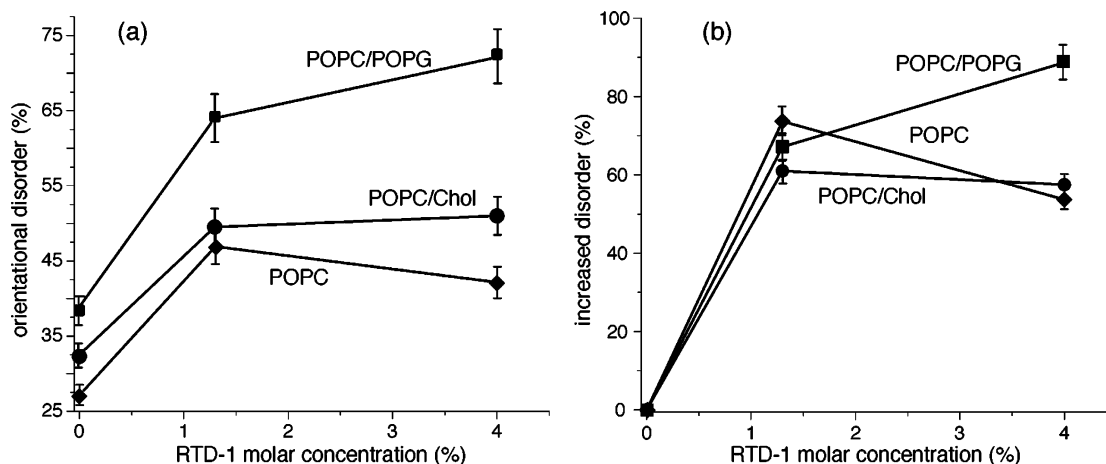 (a)
75
65
55
45
35
25
orientational disorder (%)
POPC/POPG
POPC/Chol
POPC
0 1 2 3 4
RTD-1 molar concentration (%)
(b)
100
80
60
40
20
0
increased disorder (%)
POPC/POPG
POPC
POPC/Chol
0 1 2 3 4
RTD-1 molar concentration (%)